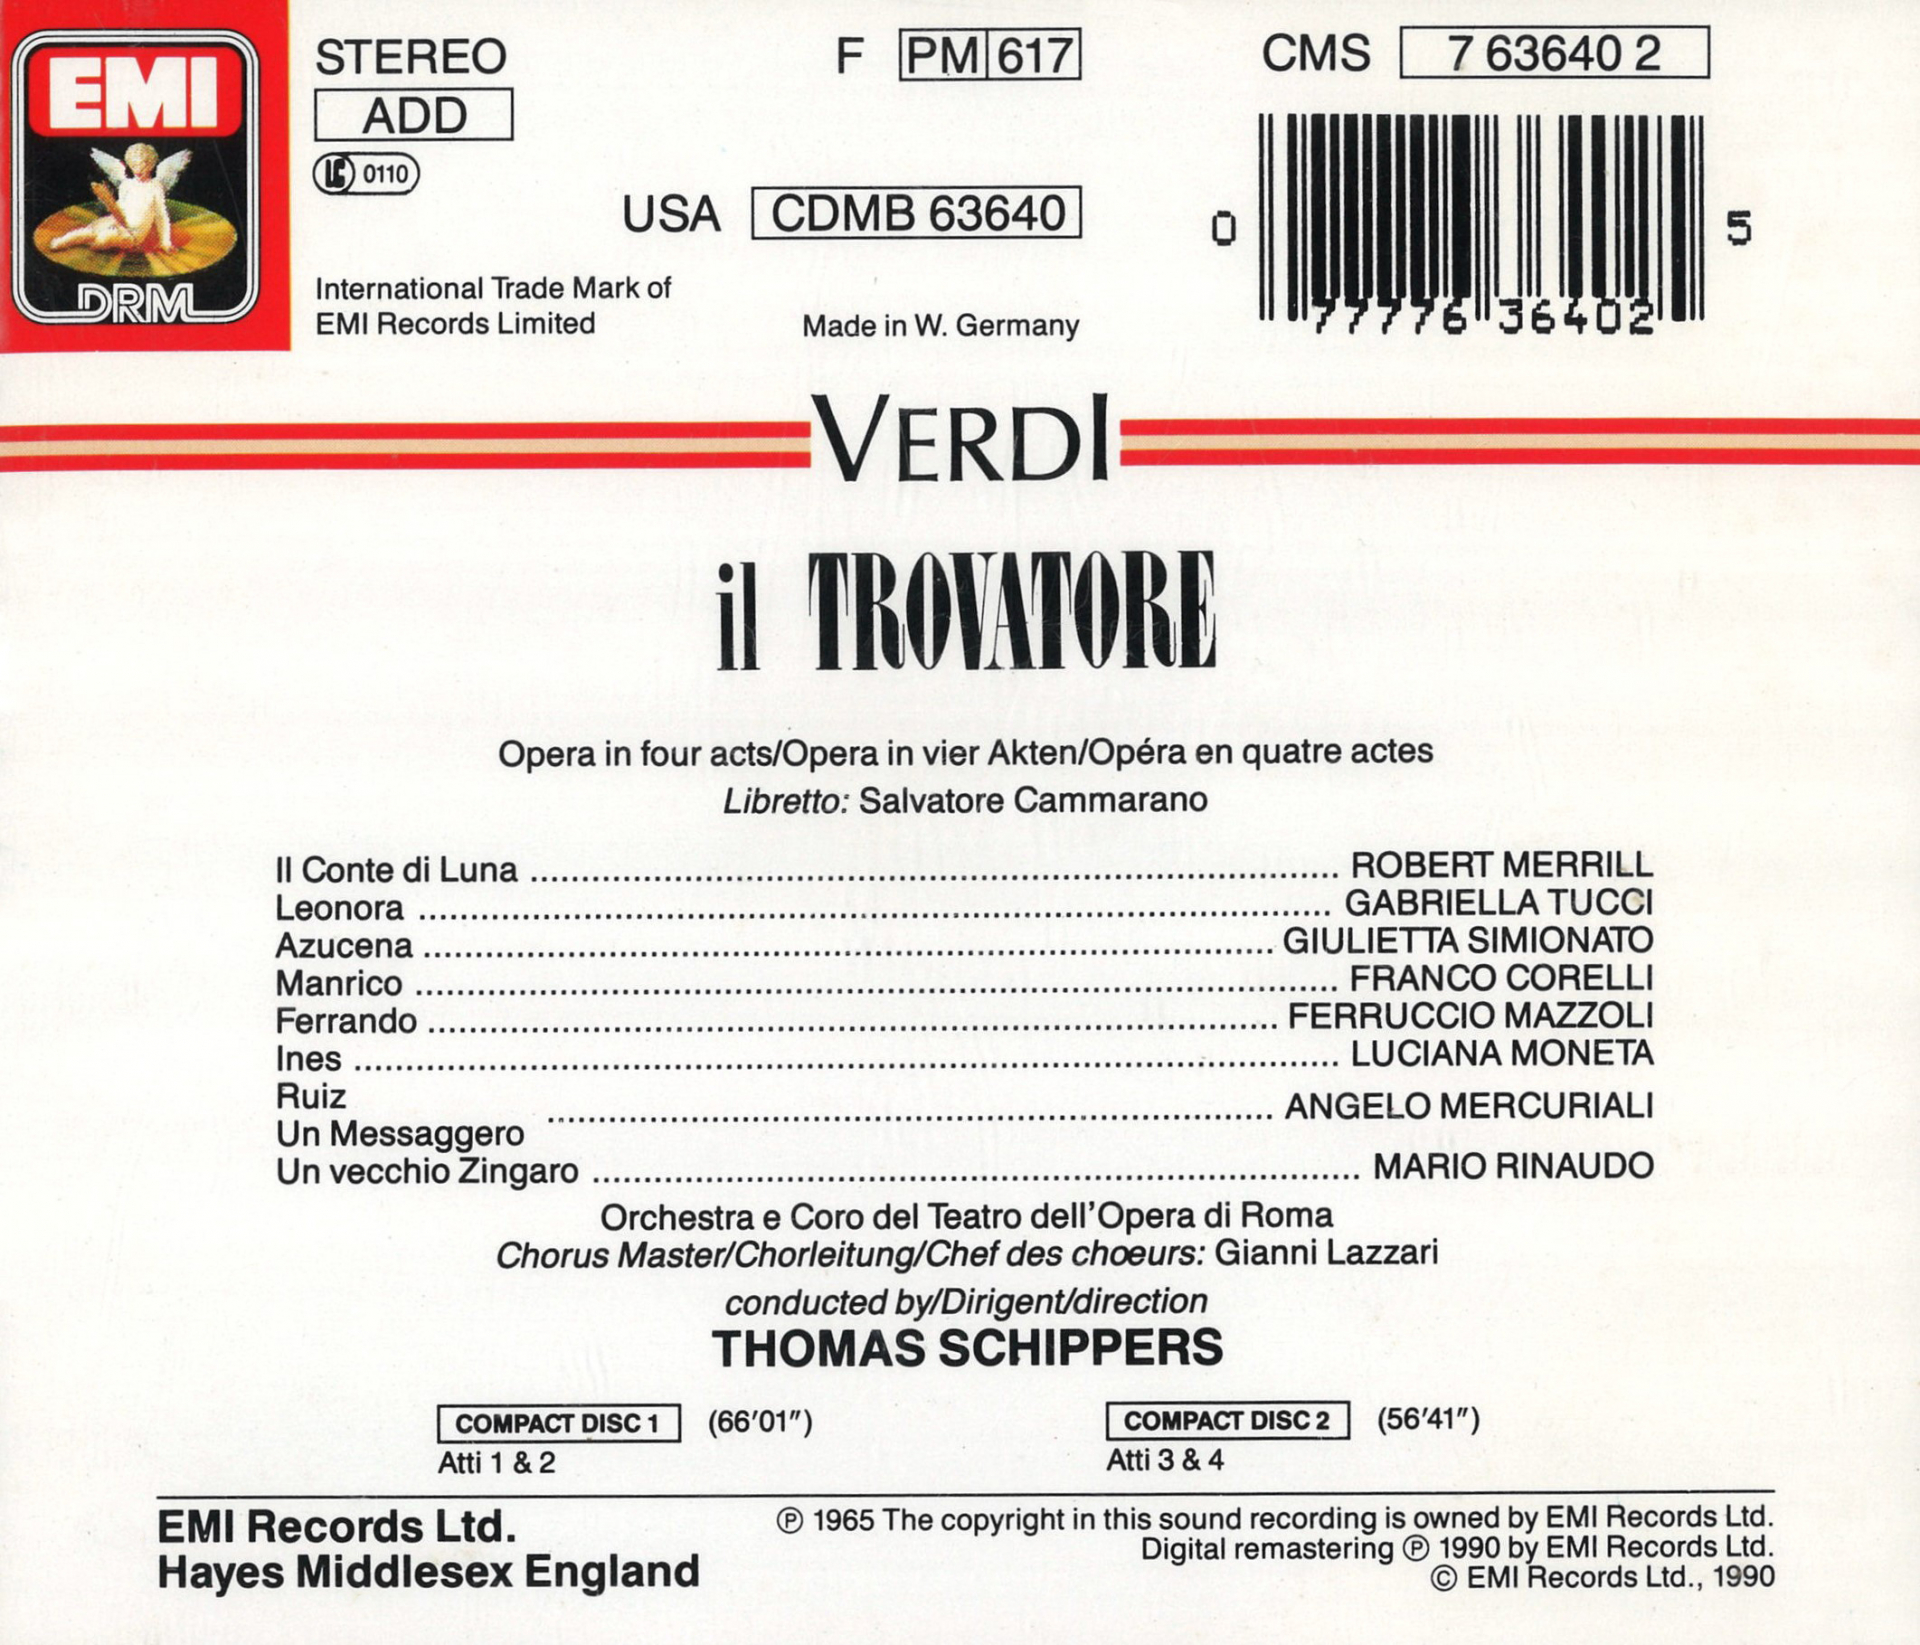 EMI
DRM
STEREO
ADD
LC 0110
F PM 617
CMS 7 63640 2
USA CDMB 63640
International Trade Mark of
EMI Records Limited
Made in W. Germany
0 77776 36402 5
VERDI
il TROVATORE
Opera in four acts/Opera in vier Akten/Opéra en quatre actes
Libretto: Salvatore Cammarano
Il Conte di Luna ROBERT MERRILL
Leonora GABRIELLA TUCCI
Azucena GIULIETTA SIMIONATO
Manrico FRANCO CORELLI
Ferrando FERRUCCIO MAZZOLI
Ines LUCIANA MONETA
Ruiz
ANGELO MERCURIALI
Un Messaggero
Un vecchio Zingaro MARIO RINAUDO
Orchestra e Coro del Teatro dell'Opera di Roma
Chorus Master/Chorleitung/Chef des chœurs: Gianni Lazzari
conducted by/Dirigent/direction
THOMAS SCHIPPERS
COMPACT DISC 1 (66′01″)
Atti 1 & 2
COMPACT DISC 2 (56′41″)
Atti 3 & 4
EMI Records Ltd.
Hayes Middlesex England
℗ 1965 The copyright in this sound recording is owned by EMI Records Ltd.
Digital remastering ℗ 1990 by EMI Records Ltd.
© EMI Records Ltd., 1990